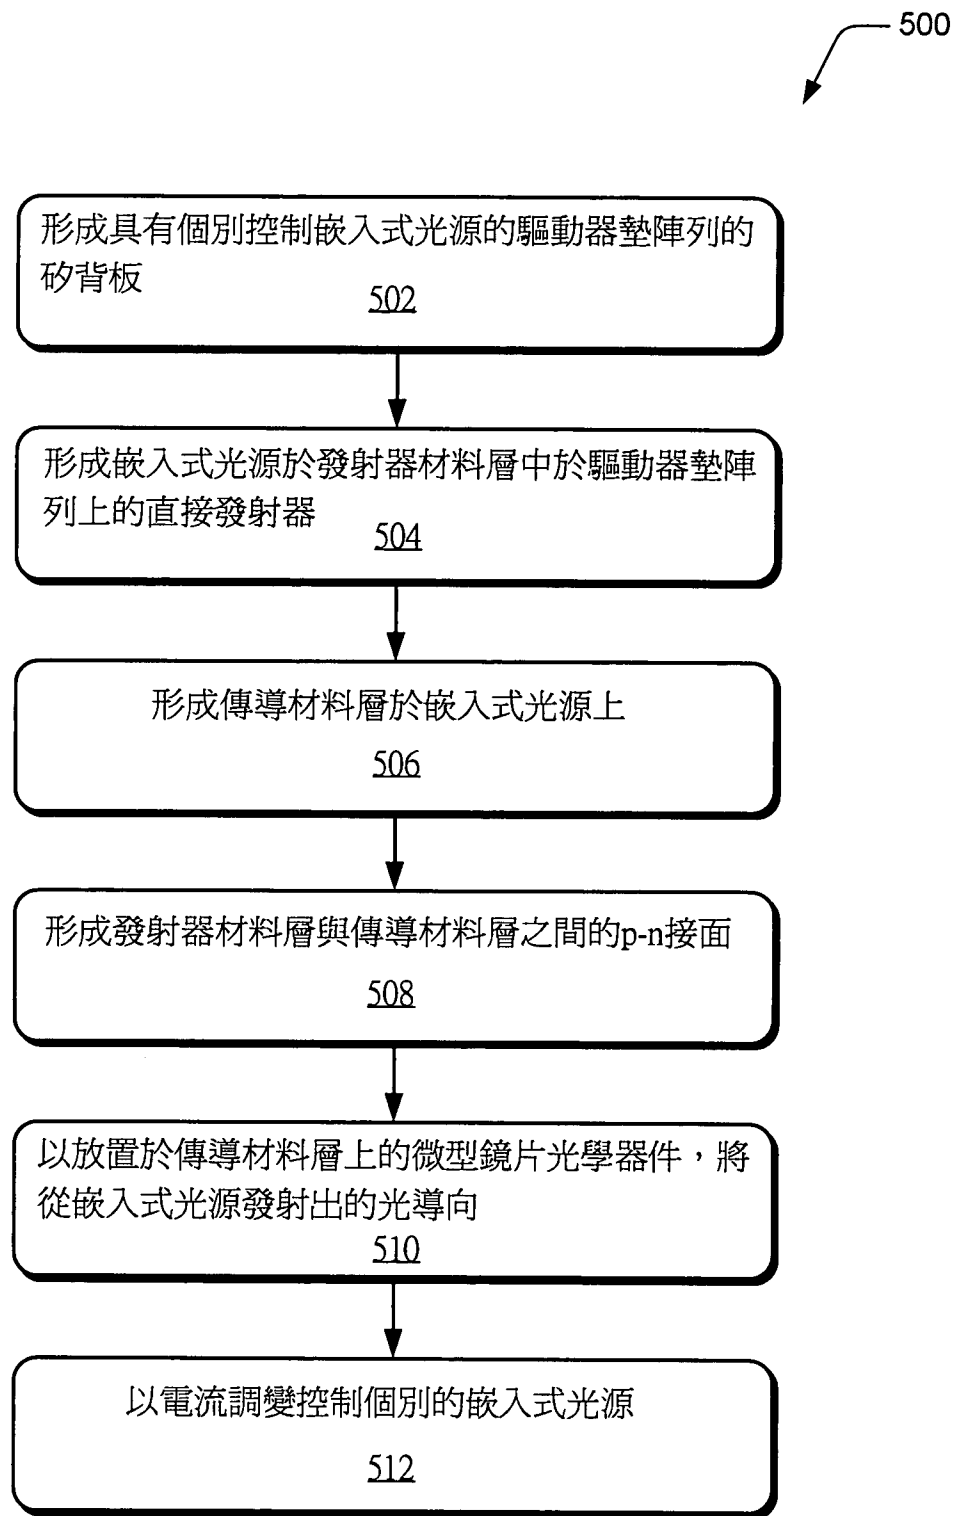 500
形成具有個別控制嵌入式光源的驅動器墊陣列的
矽背板
502
形成嵌入式光源於發射器材料層中於驅動器墊陣
列上的直接發射器
504
形成傳導材料層於嵌入式光源上
506
形成發射器材料層與傳導材料層之間的p-n接面
508
以放置於傳導材料層上的微型鏡片光學器件，將
從嵌入式光源發射出的光導向
510
以電流調變控制個別的嵌入式光源
512